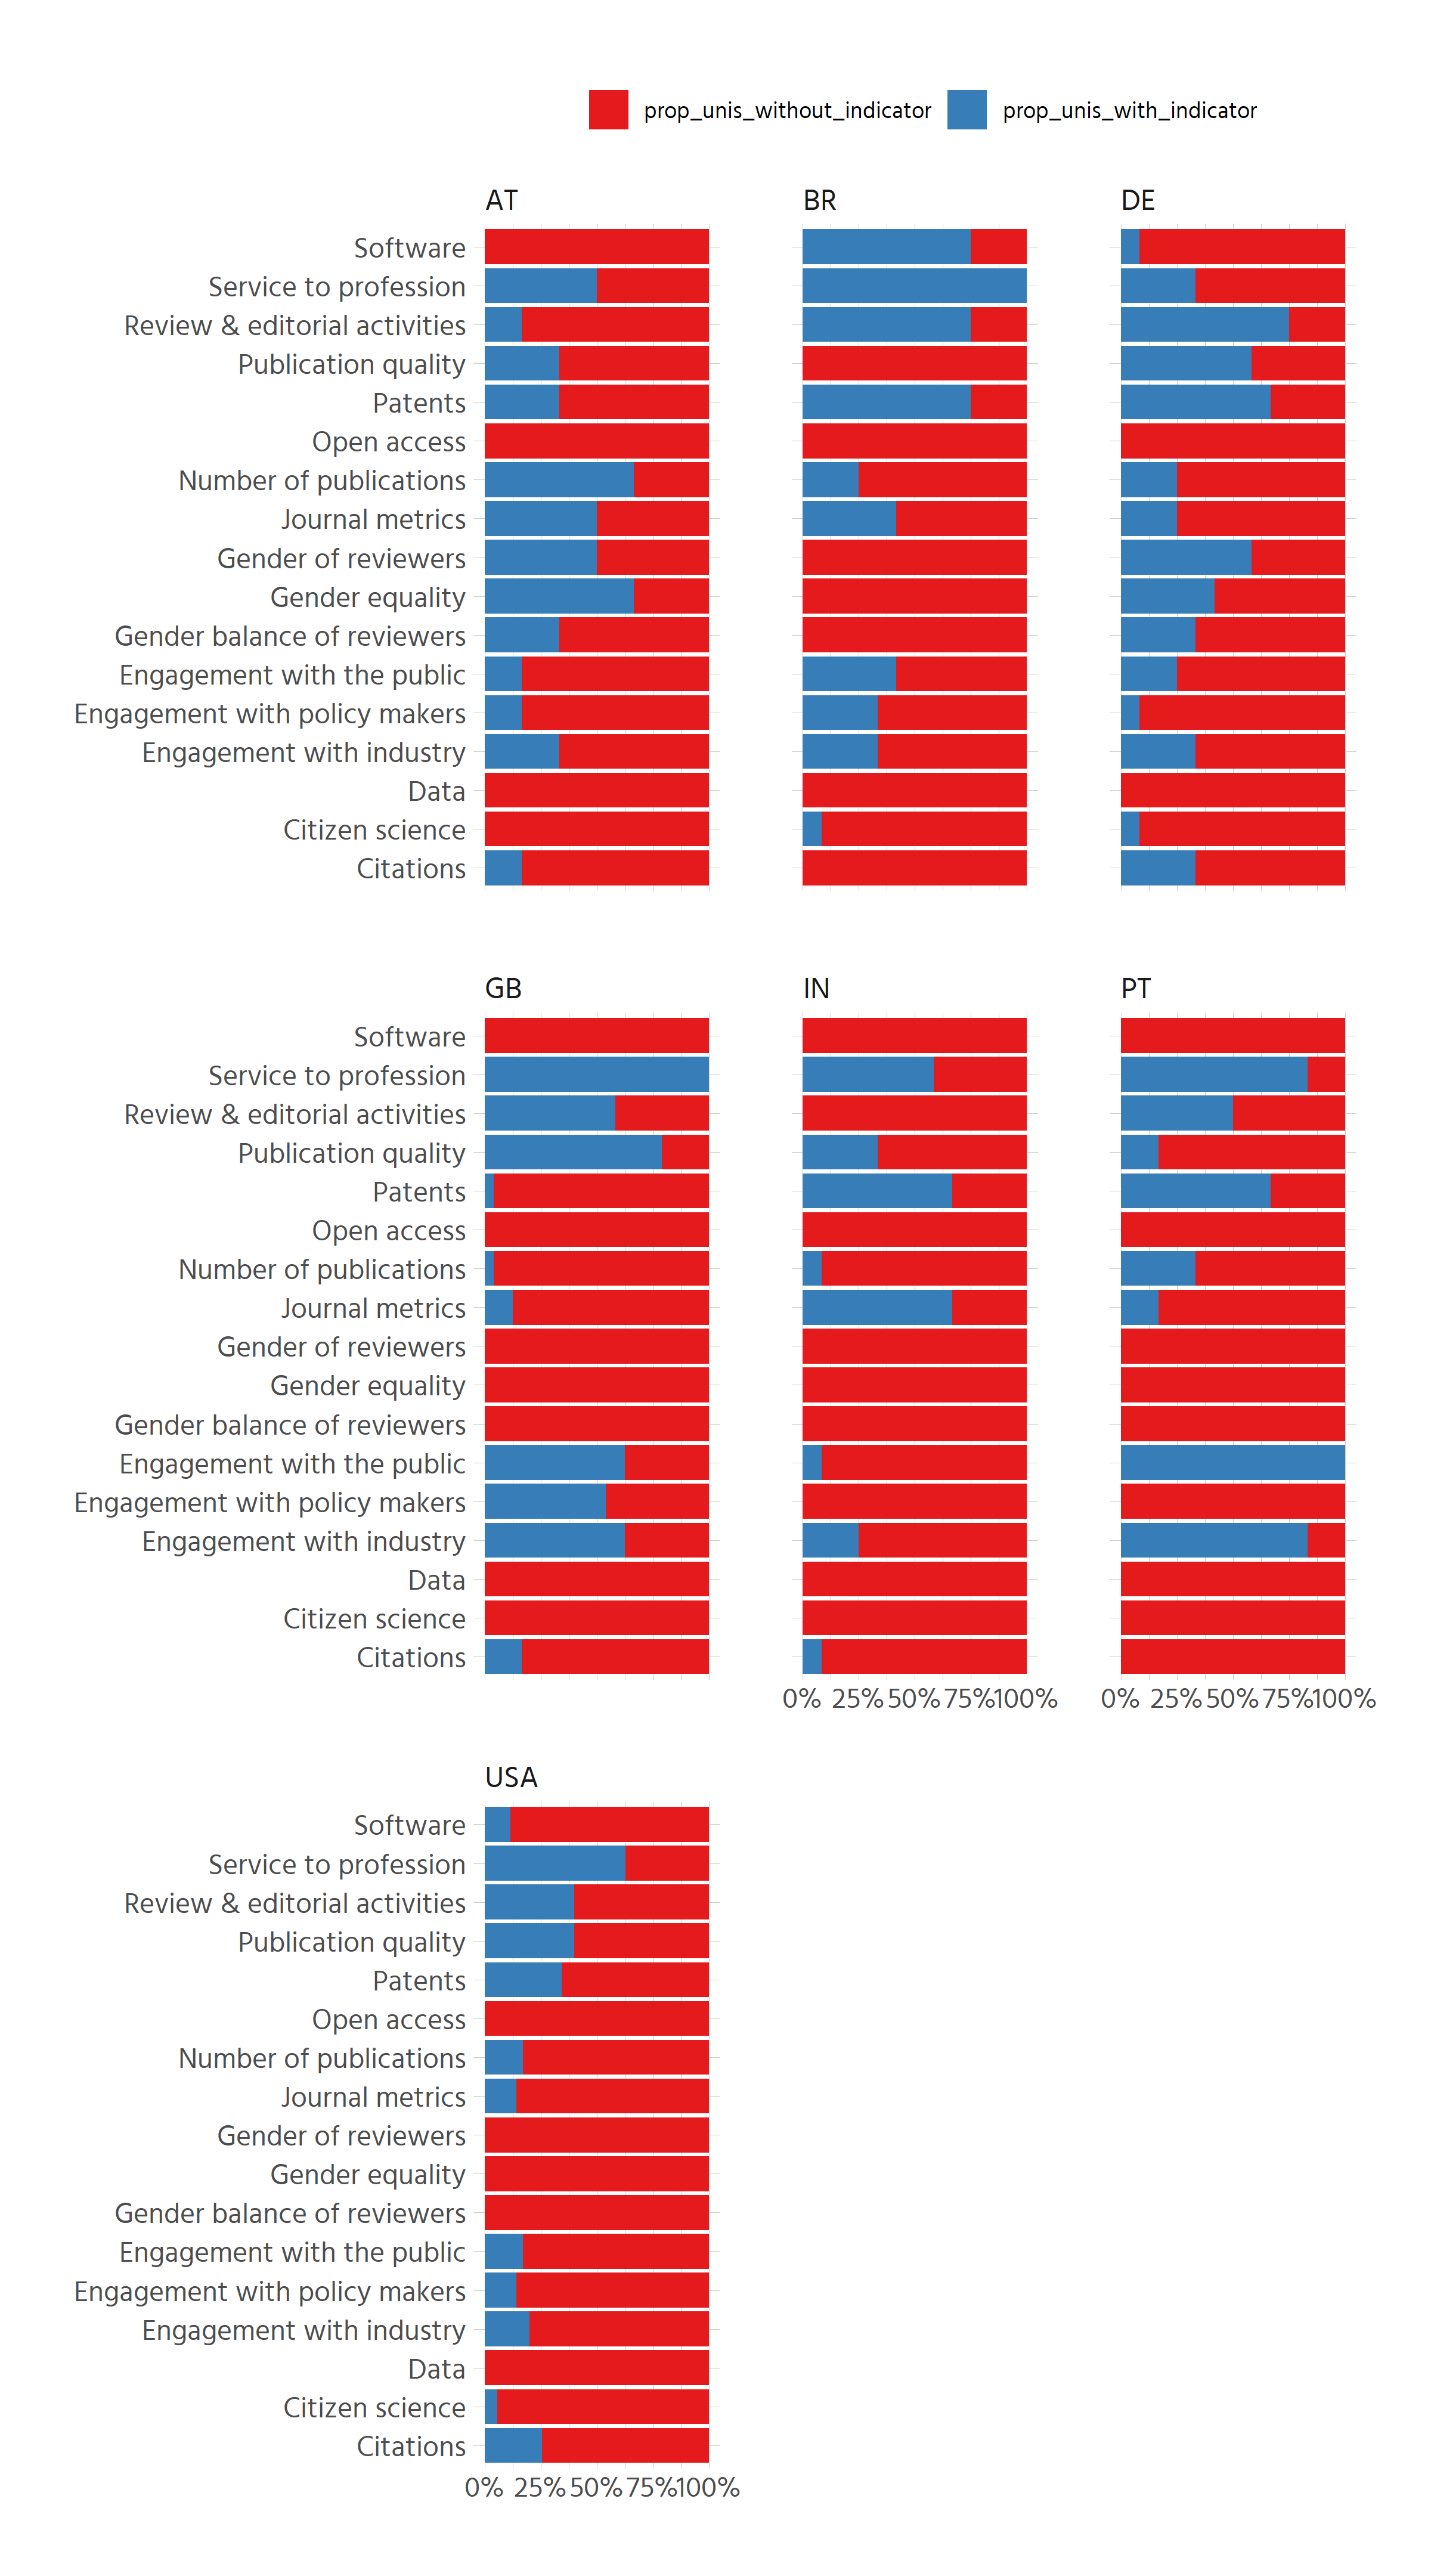 prop_unis_without_indicator prop_unis_with_indicator
AT BR DE
Software
Service to profession
Review & editorial activities
Publication quality
Patents
Open access
Number of publications
Journal metrics
Gender of reviewers
Gender equality
Gender balance of reviewers
Engagement with the public
Engagement with policy makers
Engagement with industry
Data
Citizen science
Citations
GB IN PT
Software
Service to profession
Review & editorial activities
Publication quality
Patents
Open access
Number of publications
Journal metrics
Gender of reviewers
Gender equality
Gender balance of reviewers
Engagement with the public
Engagement with policy makers
Engagement with industry
Data
Citizen science
Citations
0% 25% 50% 75% 100% 0% 25% 50% 75% 100%
USA
Software
Service to profession
Review & editorial activities
Publication quality
Patents
Open access
Number of publications
Journal metrics
Gender of reviewers
Gender equality
Gender balance of reviewers
Engagement with the public
Engagement with policy makers
Engagement with industry
Data
Citizen science
Citations
0% 25% 50% 75% 100%